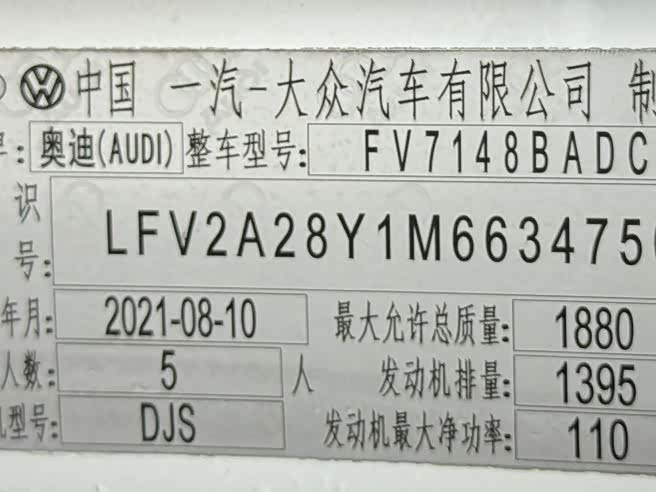 中国 一汽-大众汽车有限公司 制
奥迪(AUDI) 整车型号: FV7148BADC
识
号: LFV2A28Y1M663475
年月: 2021-08-10 最大允许总质量: 1880
人数: 5 人 发动机排量: 1395
型号: DJS 发动机最大净功率: 110